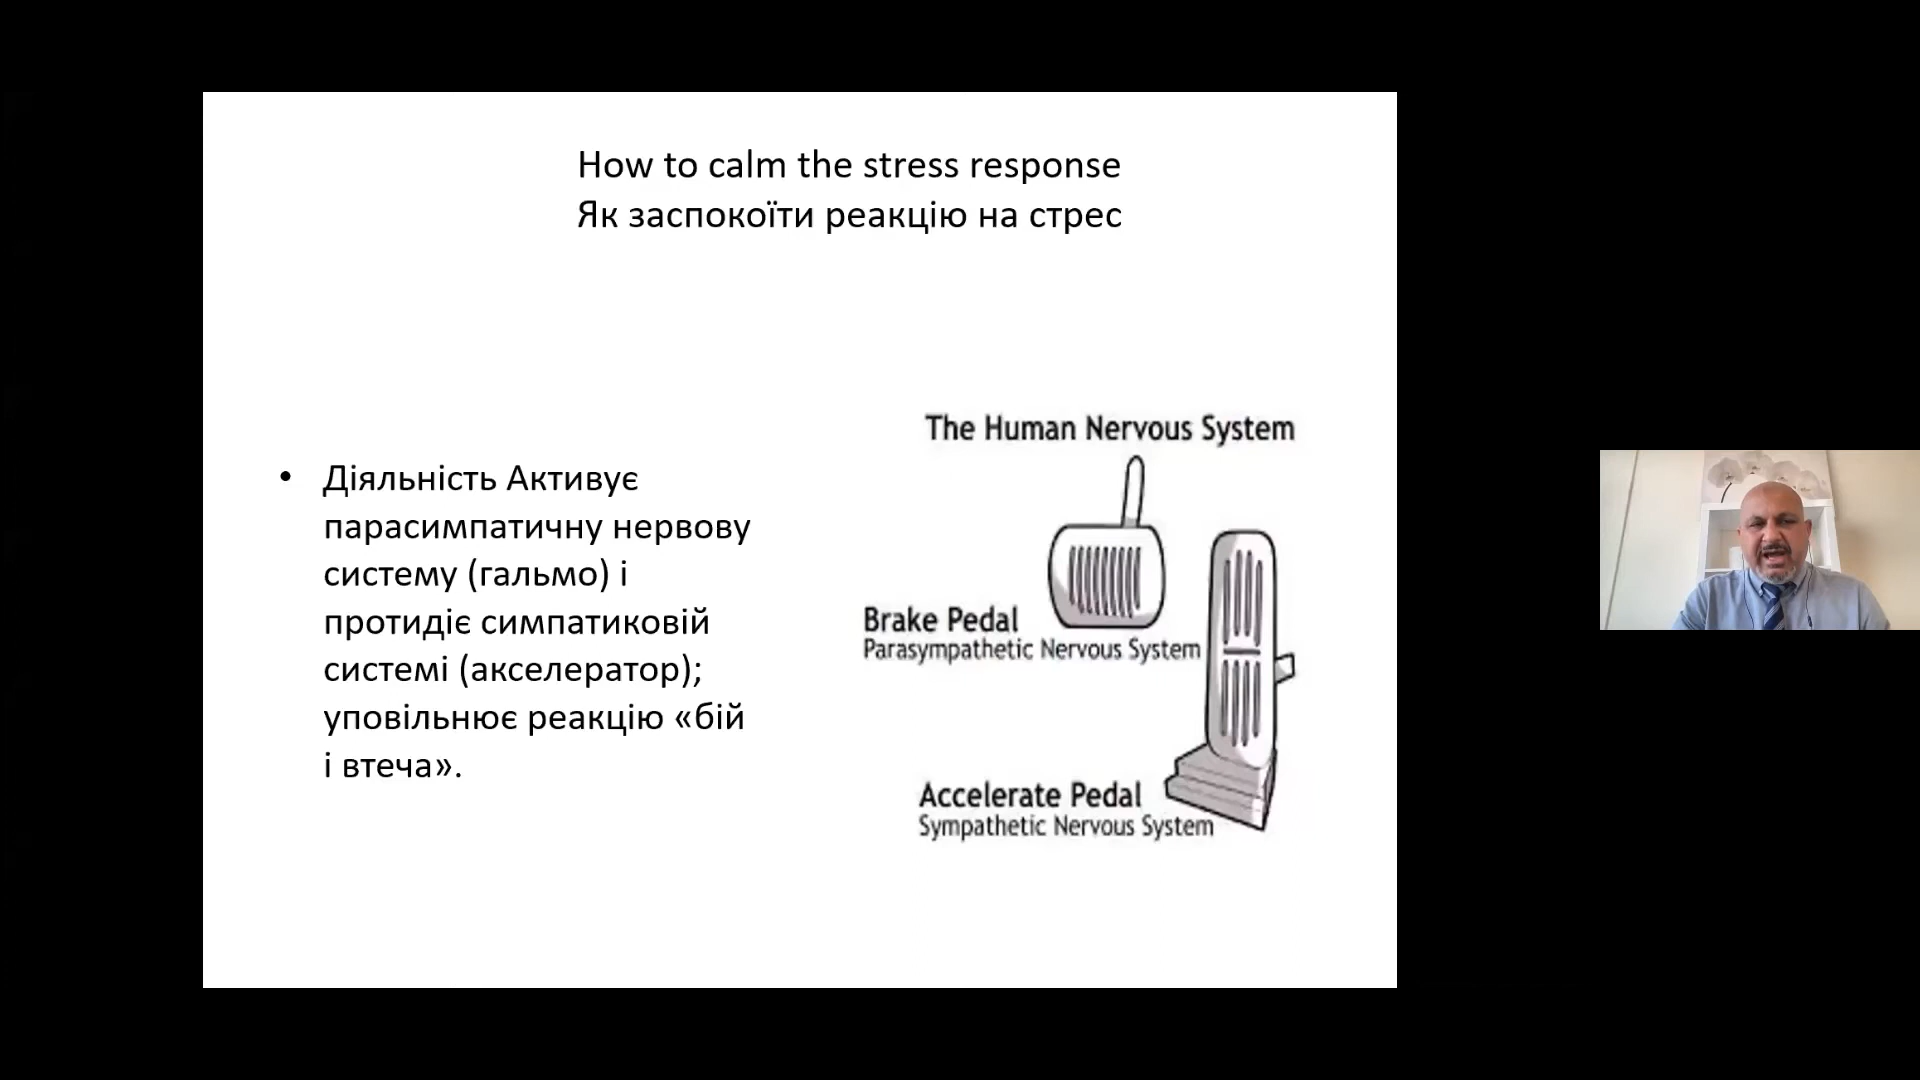 How to calm the stress response
Як заспокоїти реакцію на стрес
• Діяльність Активує
парасимпатичну нервову
систему (гальмо) і
протидіє симпатиковій
системі (акселератор);
уповільнює реакцію «бій
і втеча».
The Human Nervous System
Brake Pedal
Parasympathetic Nervous System
Accelerate Pedal
Sympathetic Nervous System